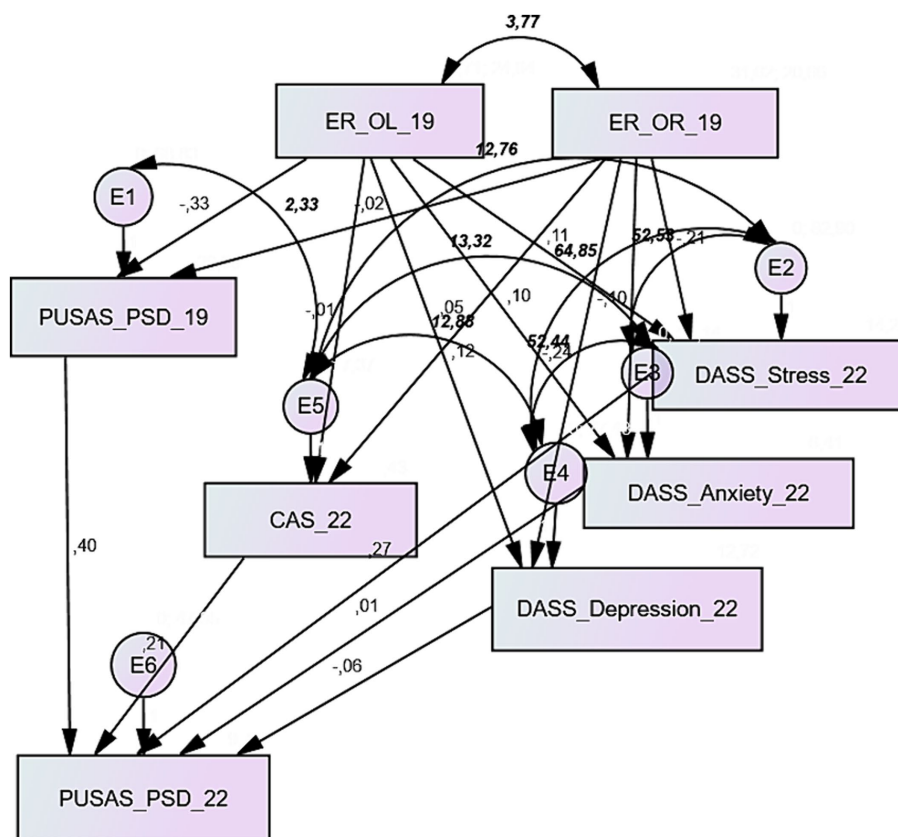 3,77
ER_OL_19
ER_OR_19
12,76
E1
-,33
2,33
-,02
13,32
,11
64,85
52,53
-,21
E2
PUSAS_PSD_19
-,01
,05
12,88
,12
,10
-,10
52,44
-,24
E3
DASS_Stress_22
E5
E4
DASS_Anxiety_22
CAS_22
,40
,27
,01
DASS_Depression_22
,21
E6
-,06
PUSAS_PSD_22